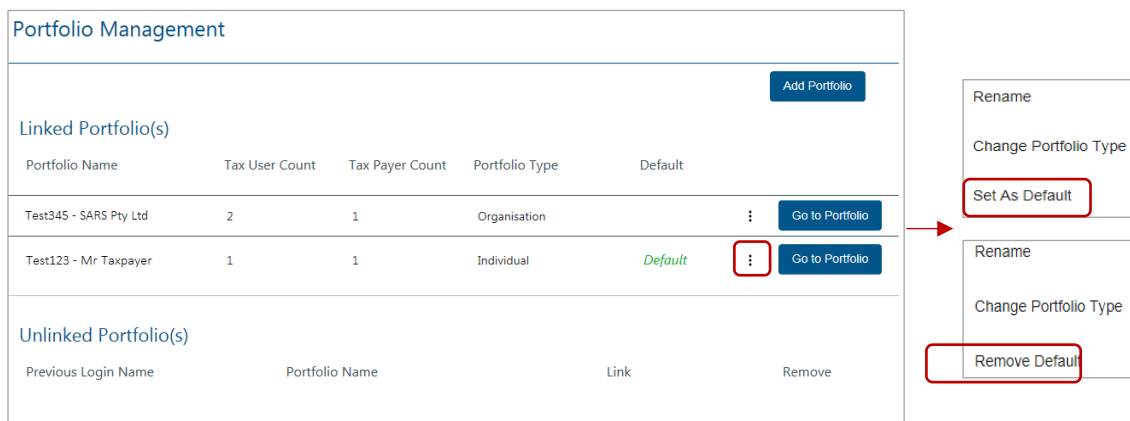 Portfolio Management
Add Portfolio
Linked Portfolio(s)
Portfolio Name Tax User Count Tax Payer Count Portfolio Type Default
Test345 - SARS Pty Ltd 2 1 Organisation Go to Portfolio
Test123 - Mr Taxpayer 1 1 Individual Default Go to Portfolio
Unlinked Portfolio(s)
Previous Login Name Portfolio Name Link Remove
Rename
Change Portfolio Type
Set As Default
Rename
Change Portfolio Type
Remove Default